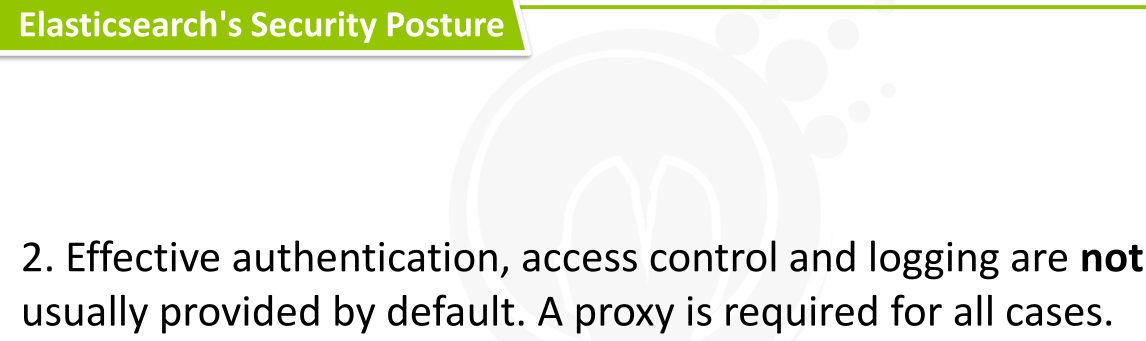 Elasticsearch's Security Posture
2. Effective authentication, access control and logging are not
usually provided by default. A proxy is required for all cases.